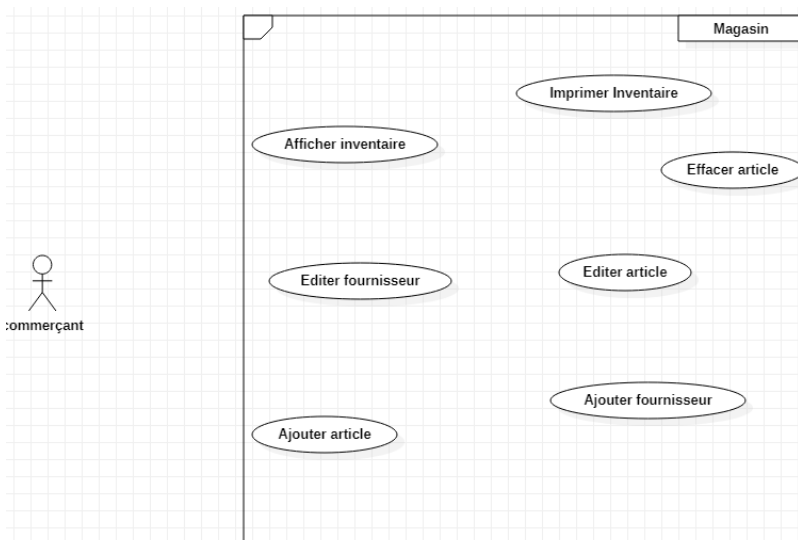 Magasin
Imprimer Inventaire
Afficher inventaire
Effacer article
Editer fournisseur
Editer article
commerçant
Ajouter fournisseur
Ajouter article